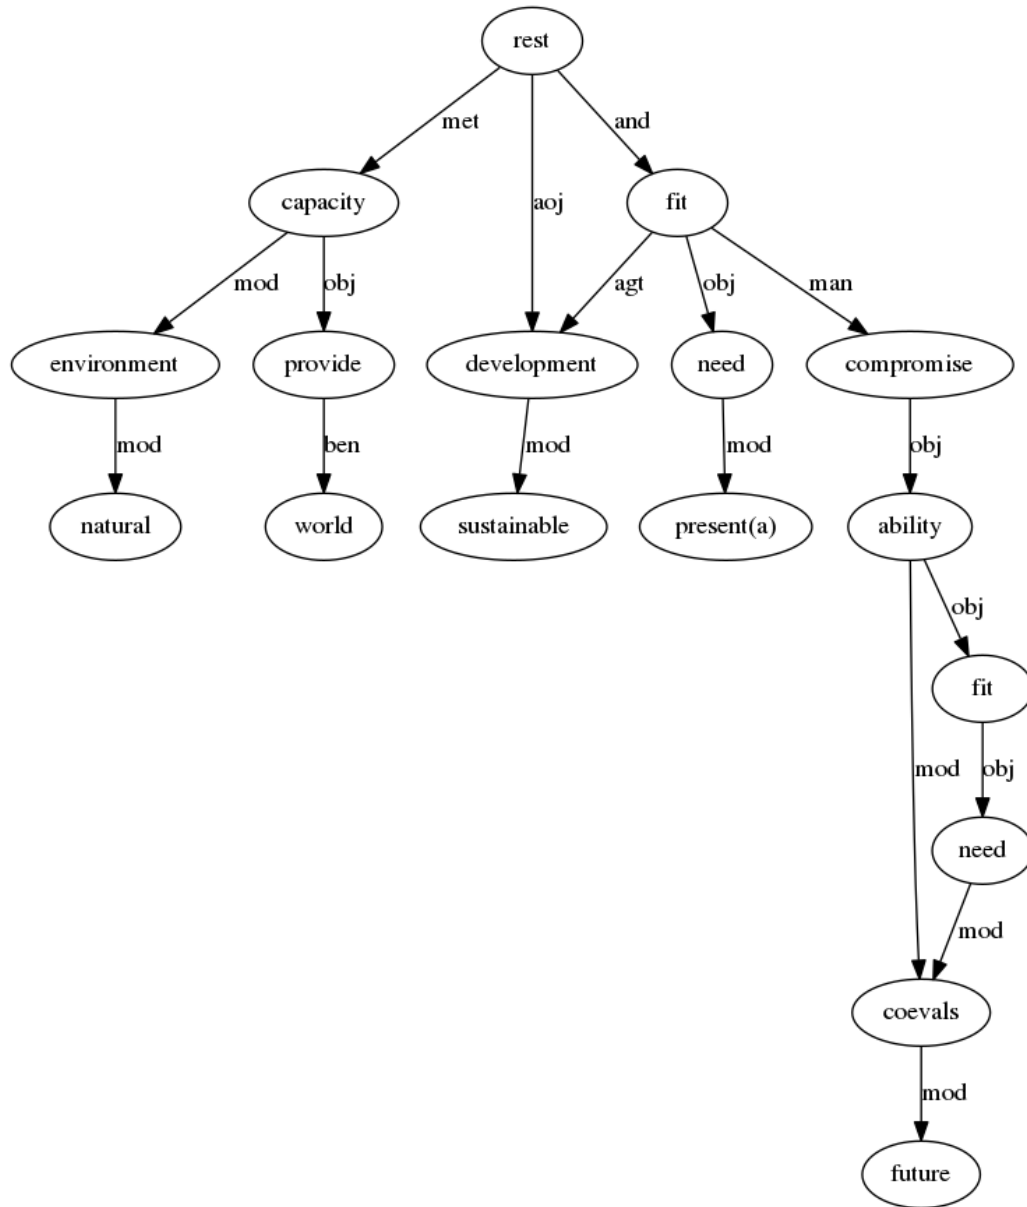 rest
met
and
capacity
aoj
fit
mod
obj
agt
obj
man
environment
provide
development
need
compromise
mod
ben
mod
mod
obj
natural
world
sustainable
present(a)
ability
obj
fit
mod
obj
need
mod
coevals
mod
future